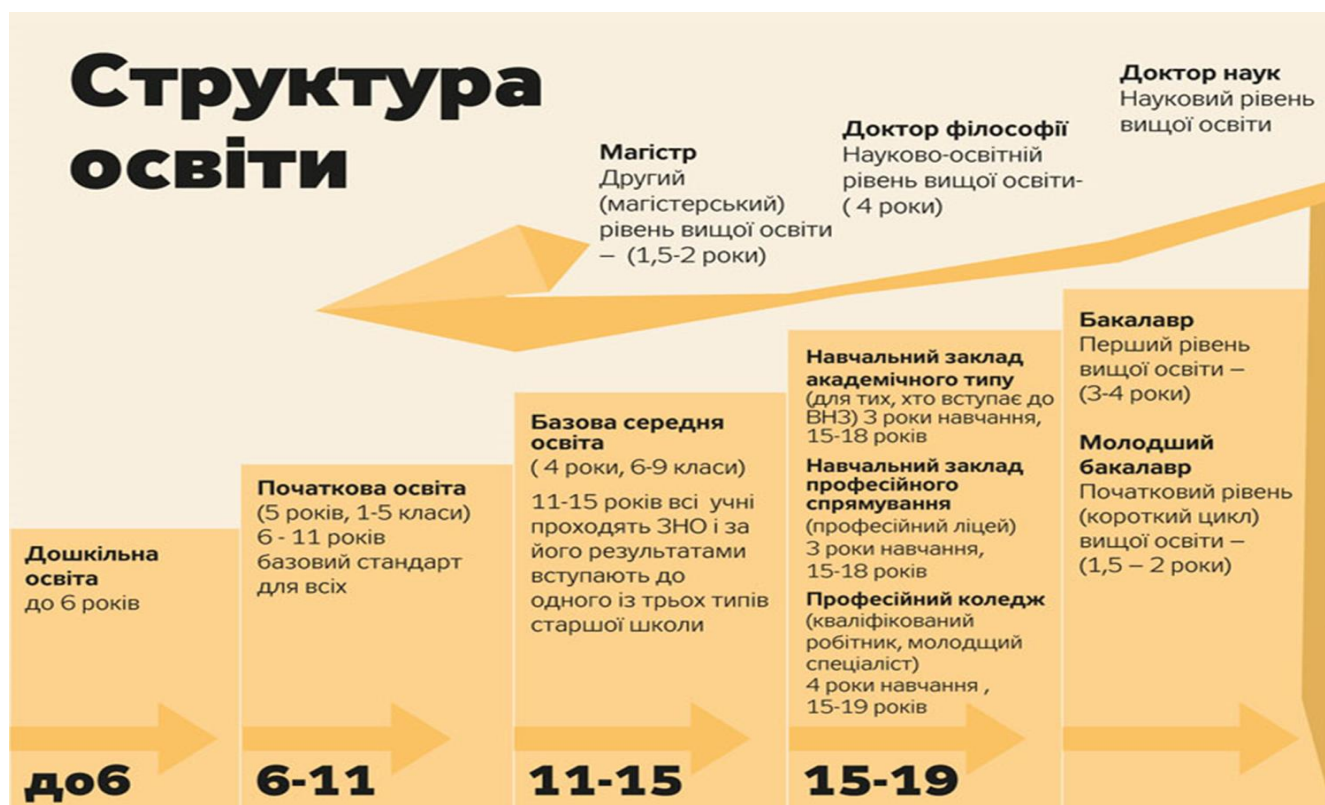 Структура
освіти
Магістр
Другий
(магістерський)
рівень вищої освіти
– (1,5-2 роки)
Доктор філософії
Науково-освітній
рівень вищої освіти-
( 4 роки)
Доктор наук
Науковий рівень
вищої освіти
Дошкільна
освіта
до 6 років
до6
Початкова освіта
(5 років, 1-5 класи)
6 - 11 років
базовий стандарт
для всіх
6-11
Базова середня
освіта
( 4 роки, 6-9 класи)
11-15 років всі учні
проходять ЗНО і за
його результатами
вступають до
одного із трьох типів
старшої школи
11-15
Навчальний заклад
академічного типу
(для тих, хто вступає до
ВНЗ) 3 роки навчання,
15-18 років
Навчальний заклад
професійного
спрямування
(професійний ліцей)
3 роки навчання,
15-18 років
Професійний коледж
(кваліфікований
робітник, молодщий
спеціаліст)
4 роки навчання ,
15-19 років
15-19
Бакалавр
Перший рівень
вищої освіти –
(3-4 роки)
Молодший
бакалавр
Початковий рівень
(короткий цикл)
вищої освіти –
(1,5 – 2 роки)